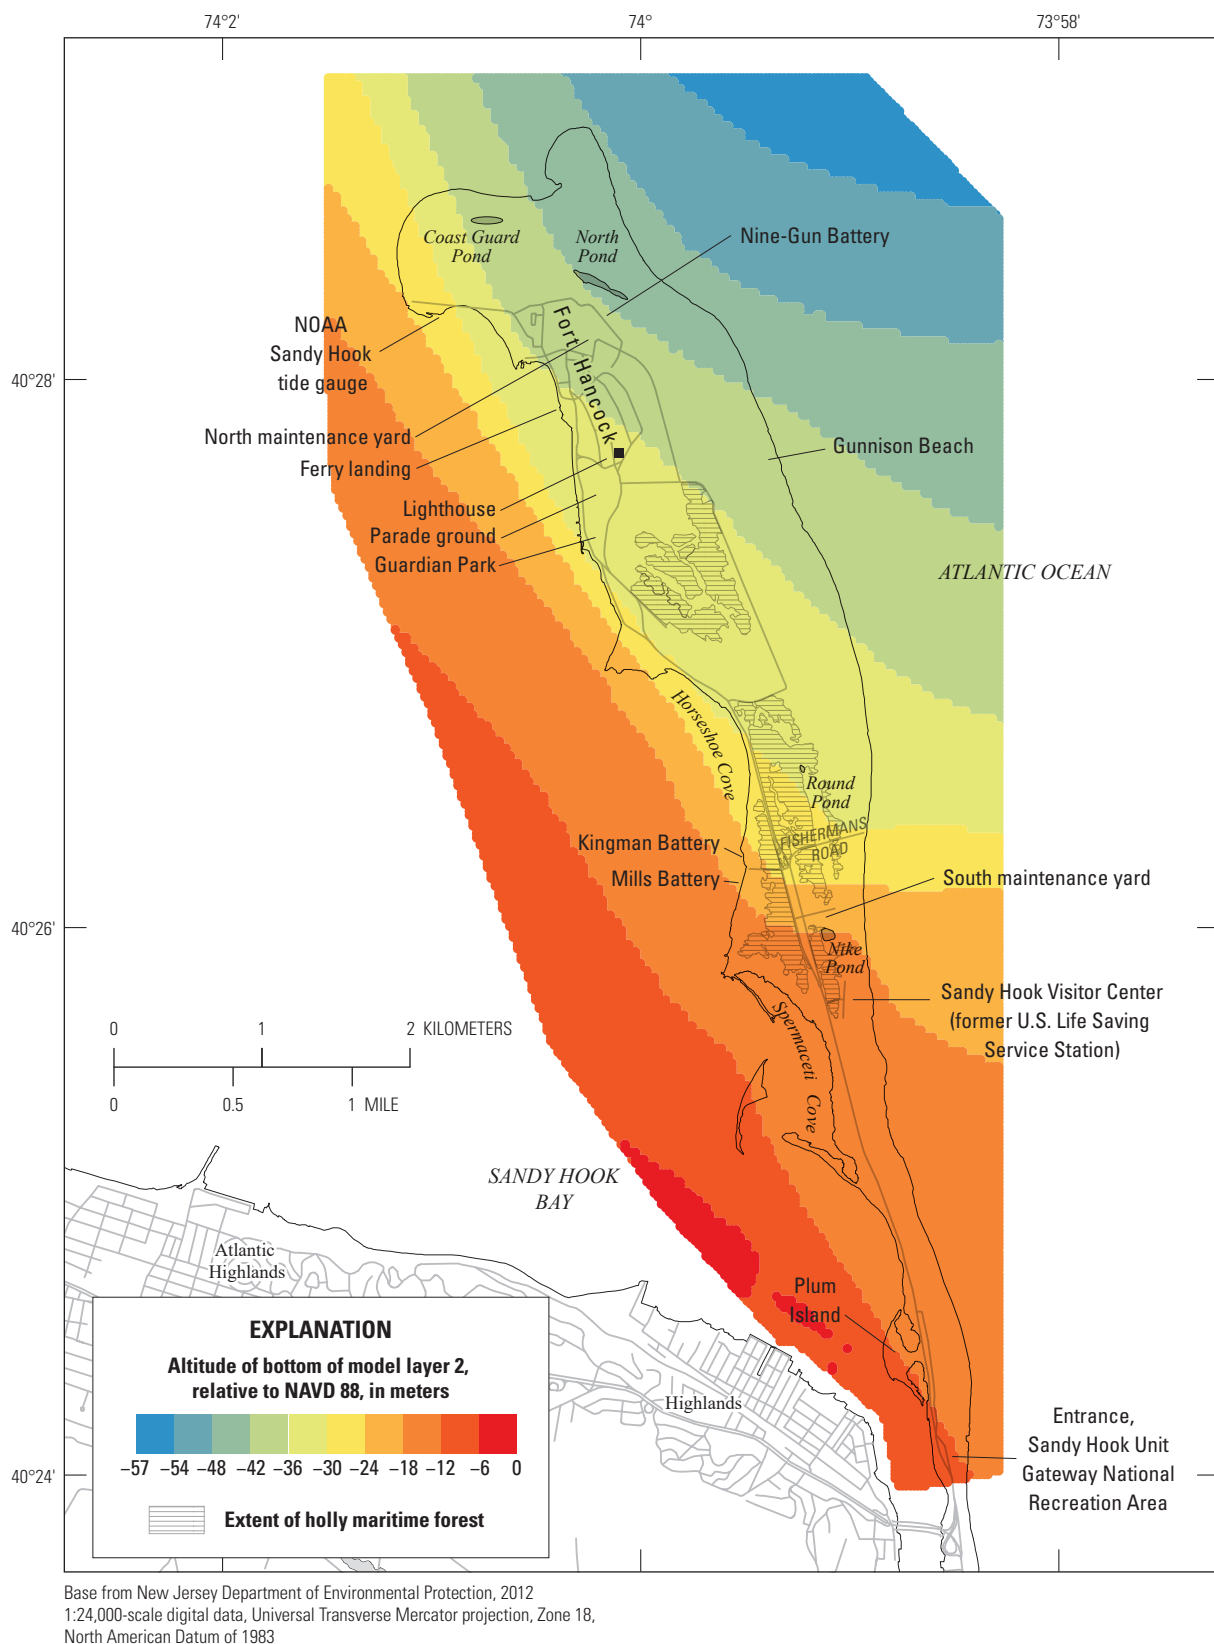 74°2'
74°
73°58'
Coast Guard
Pond
North
Pond
Nine-Gun Battery
Fort Hancock
NOAA
Sandy Hook
tide gauge
40°28'
North maintenance yard
Ferry landing
Gunnison Beach
Lighthouse
Parade ground
Guardian Park
ATLANTIC OCEAN
Horseshoe Cove
Round
Pond
FISHERMANS
ROAD
Kingman Battery
Mills Battery
South maintenance yard
40°26'
Nike
Pond
Sandy Hook Visitor Center
(former U.S. Life Saving
Service Station)
Spermaceti Cove
0 1 2 KILOMETERS
0 0.5 1 MILE
SANDY HOOK
BAY
Atlantic
Highlands
Plum
Island
EXPLANATION
Altitude of bottom of model layer 2,
relative to NAVD 88, in meters
−57 −54 −48 −42 −36 −30 −24 −18 −12 −6 0
Extent of holly maritime forest
Highlands
Entrance,
Sandy Hook Unit
Gateway National
Recreation Area
40°24'
Base from New Jersey Department of Environmental Protection, 2012
1:24,000-scale digital data, Universal Transverse Mercator projection, Zone 18,
North American Datum of 1983